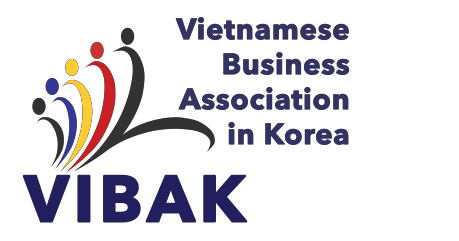 Vietnamese
Business
Association
in Korea
VIBAK